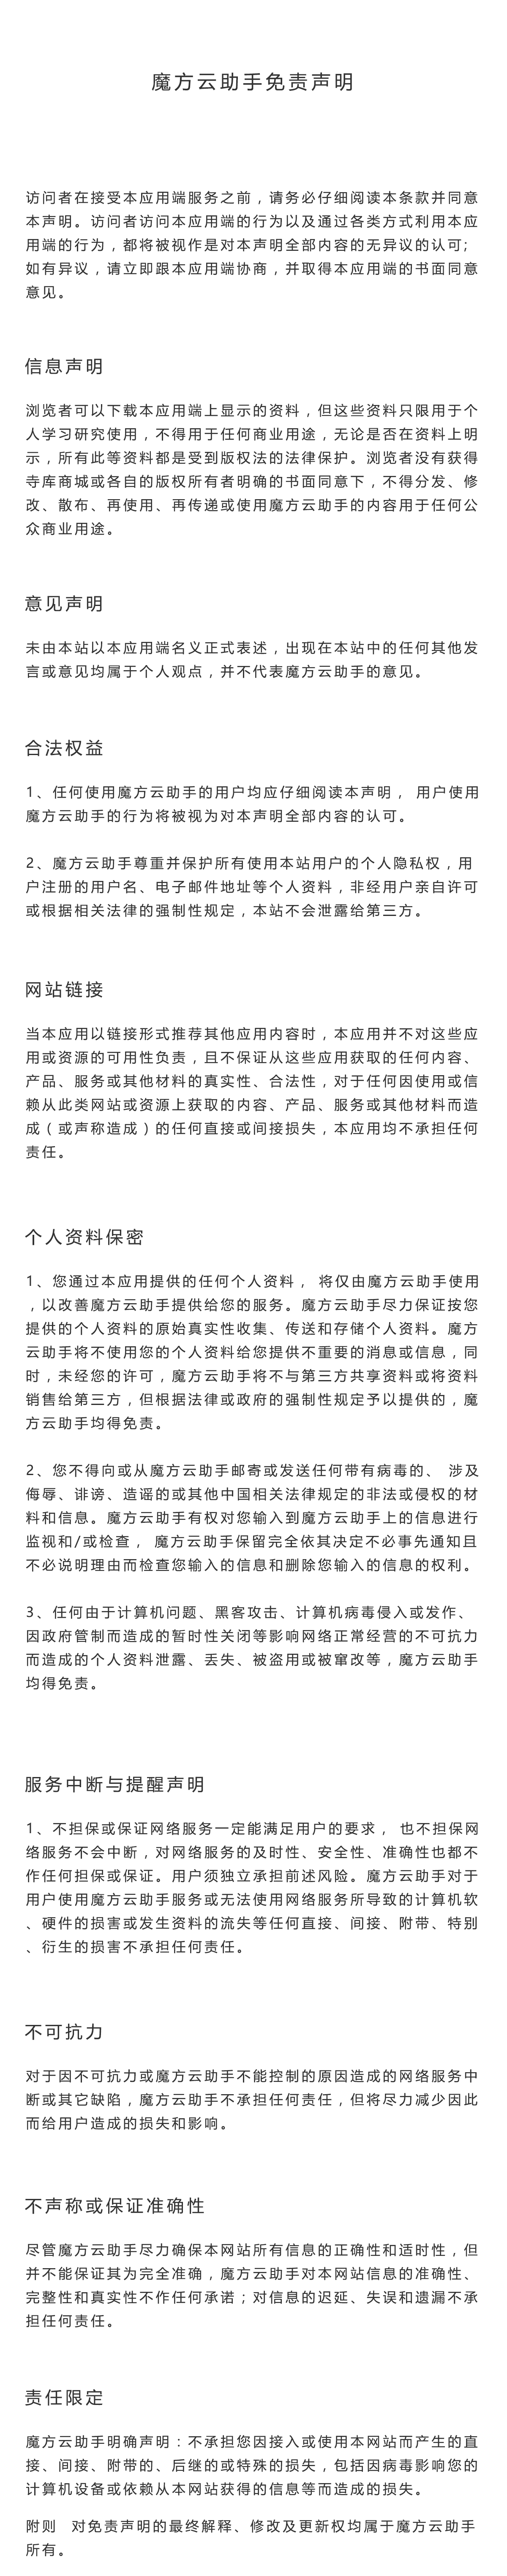 魔方云助手免责声明
访问者在接受本应用端服务之前，请务必仔细阅读本条款并同意
本声明。访问者访问本应用端的行为以及通过各类方式利用本应
用端的行为，都将被视作是对本声明全部内容的无异议的认可;
如有异议，请立即跟本应用端协商，并取得本应用端的书面同意
意见。
信息声明
浏览者可以下载本应用端上显示的资料，但这些资料只限用于个
人学习研究使用，不得用于任何商业用途，无论是否在资料上明
示，所有此等资料都是受到版权法的法律保护。浏览者没有获得
寺库商城或各自的版权所有者明确的书面同意下，不得分发、修
改、散布、再使用、再传递或使用魔方云助手的内容用于任何公
众商业用途。
意见声明
未由本站以本应用端名义正式表述，出现在本站中的任何其他发
言或意见均属于个人观点，并不代表魔方云助手的意见。
合法权益
1、任何使用魔方云助手的用户均应仔细阅读本声明， 用户使用
魔方云助手的行为将被视为对本声明全部内容的认可。
2、魔方云助手尊重并保护所有使用本站用户的个人隐私权，用
户注册的用户名、电子邮件地址等个人资料，非经用户亲自许可
或根据相关法律的强制性规定，本站不会泄露给第三方。
网站链接
当本应用以链接形式推荐其他应用内容时，本应用并不对这些应
用或资源的可用性负责，且不保证从这些应用获取的任何内容、
产品、服务或其他材料的真实性、合法性，对于任何因使用或信
赖从此类网站或资源上获取的内容、产品、服务或其他材料而造
成（或声称造成）的任何直接或间接损失，本应用均不承担任何
责任。
个人资料保密
1、您通过本应用提供的任何个人资料， 将仅由魔方云助手使用
，以改善魔方云助手提供给您的服务。魔方云助手尽力保证按您
提供的个人资料的原始真实性收集、传送和存储个人资料。魔方
云助手将不使用您的个人资料给您提供不重要的消息或信息，同
时，未经您的许可，魔方云助手将不与第三方共享资料或将资料
销售给第三方，但根据法律或政府的强制性规定予以提供的，魔
方云助手均得免责。
2、您不得向或从魔方云助手邮寄或发送任何带有病毒的、 涉及
侮辱、诽谤、造谣的或其他中国相关法律规定的非法或侵权的材
料和信息。魔方云助手有权对您输入到魔方云助手上的信息进行
监视和/或检查， 魔方云助手保留完全依其决定不必事先通知且
不必说明理由而检查您输入的信息和删除您输入的信息的权利。
3、任何由于计算机问题、黑客攻击、计算机病毒侵入或发作、
因政府管制而造成的暂时性关闭等影响网络正常经营的不可抗力
而造成的个人资料泄露、丢失、被盗用或被窜改等，魔方云助手
均得免责。
服务中断与提醒声明
1、不担保或保证网络服务一定能满足用户的要求， 也不担保网
络服务不会中断，对网络服务的及时性、安全性、准确性也都不
作任何担保或保证。用户须独立承担前述风险。魔方云助手对于
用户使用魔方云助手服务或无法使用网络服务所导致的计算机软
、硬件的损害或发生资料的流失等任何直接、间接、附带、特别
、衍生的损害不承担任何责任。
不可抗力
对于因不可抗力或魔方云助手不能控制的原因造成的网络服务中
断或其它缺陷，魔方云助手不承担任何责任，但将尽力减少因此
而给用户造成的损失和影响。
不声称或保证准确性
尽管魔方云助手尽力确保本网站所有信息的正确性和适时性，但
并不能保证其为完全准确，魔方云助手对本网站信息的准确性、
完整性和真实性不作任何承诺；对信息的迟延、失误和遗漏不承
担任何责任。
责任限定
魔方云助手明确声明：不承担您因接入或使用本网站而产生的直
接、间接、附带的、后继的或特殊的损失，包括因病毒影响您的
计算机设备或依赖从本网站获得的信息等而造成的损失。
附则  对免责声明的最终解释、修改及更新权均属于魔方云助手
所有。